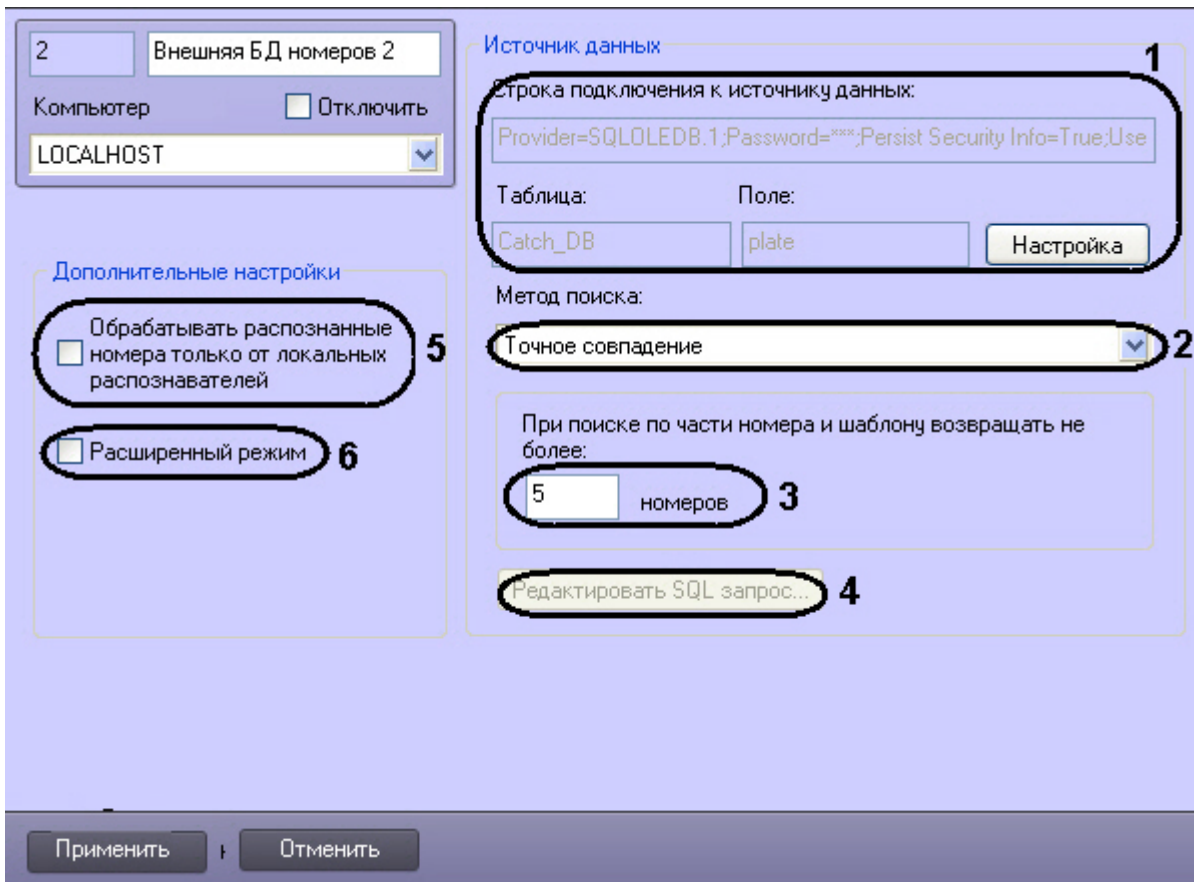 2
Внешняя БД номеров 2
Компьютер
Отключить
LOCALHOST
Источник данных
1
Строка подключения к источнику данных:
Provider=SQLOLEDB.1;Password=***;Persist Security Info=True;Use
Таблица:
Поле:
Catch_DB
plate
Настройка
Метод поиска:
Точное совпадение
2
При поиске по части номера и шаблону возвращать не
более:
5
номеров
3
Редактировать SQL запрос...
4
Дополнительные настройки
Обрабатывать распознанные
номера только от локальных
распознавателей
5
Расширенный режим
6
Применить
Отменить